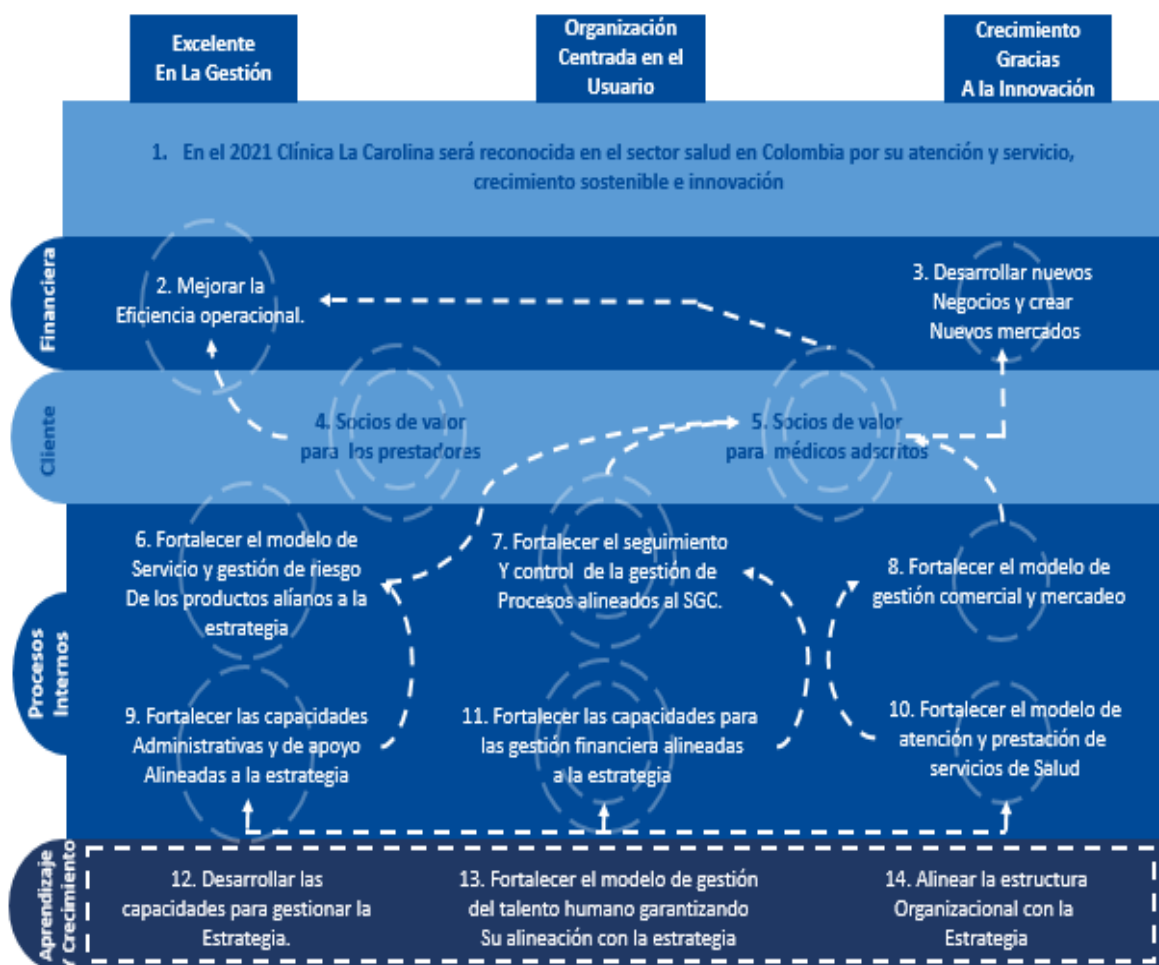 Excelente
En La Gestión
Organización
Centrada en el
Usuario
Crecimiento
Gracias
A la Innovación
1. En el 2021 Clínica La Carolina será reconocida en el sector salud en Colombia por su atención y servicio,
crecimiento sostenible e innovación
Financiera
2. Mejorar la
Eficiencia operacional.
3. Desarrollar nuevos
Negocios y crear
Nuevos mercados
Cliente
4. Socios de valor
para los prestadores
5. Socios de valor
para médicos adscritos
Procesos
Internos
6. Fortalecer el modelo de
Servicio y gestión de riesgo
De los productos alíanos a la
estrategia
7. Fortalecer el seguimiento
Y control de la gestión de
Procesos alineados al SGC.
8. Fortalecer el modelo de
gestión comercial y mercadeo
9. Fortalecer las capacidades
Administrativas y de apoyo
Alineadas a la estrategia
11. Fortalecer las capacidades para
las gestión financiera alineadas
a la estrategia
10. Fortalecer el modelo de
atención y prestación de
servicios de Salud
Aprendizaje
Y Crecimiento
12. Desarrollar las
capacidades para gestionar la
Estrategia.
13. Fortalecer el modelo de gestión
del talento humano garantizando
Su alineación con la estrategia
14. Alinear la estructura
Organizacional con la
Estrategia